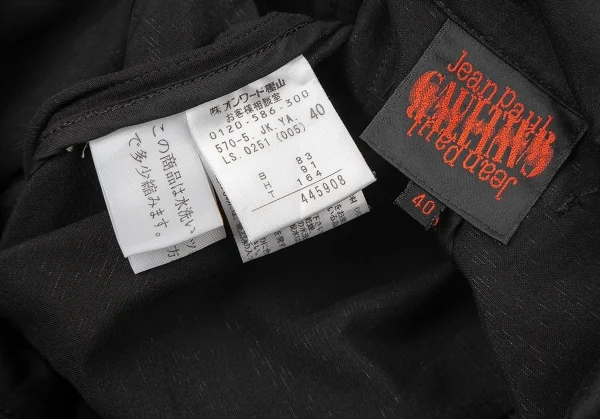 この商品は水洗い
で多少縮みます。
㈱オンワード樫山
お客様相談室
0120-586-300
570-5. JK. YA. 40
LS. 0251 (005)
B 83
H 91
HT 164
445908
Jean paul
GAULTIER
Jean paul
40